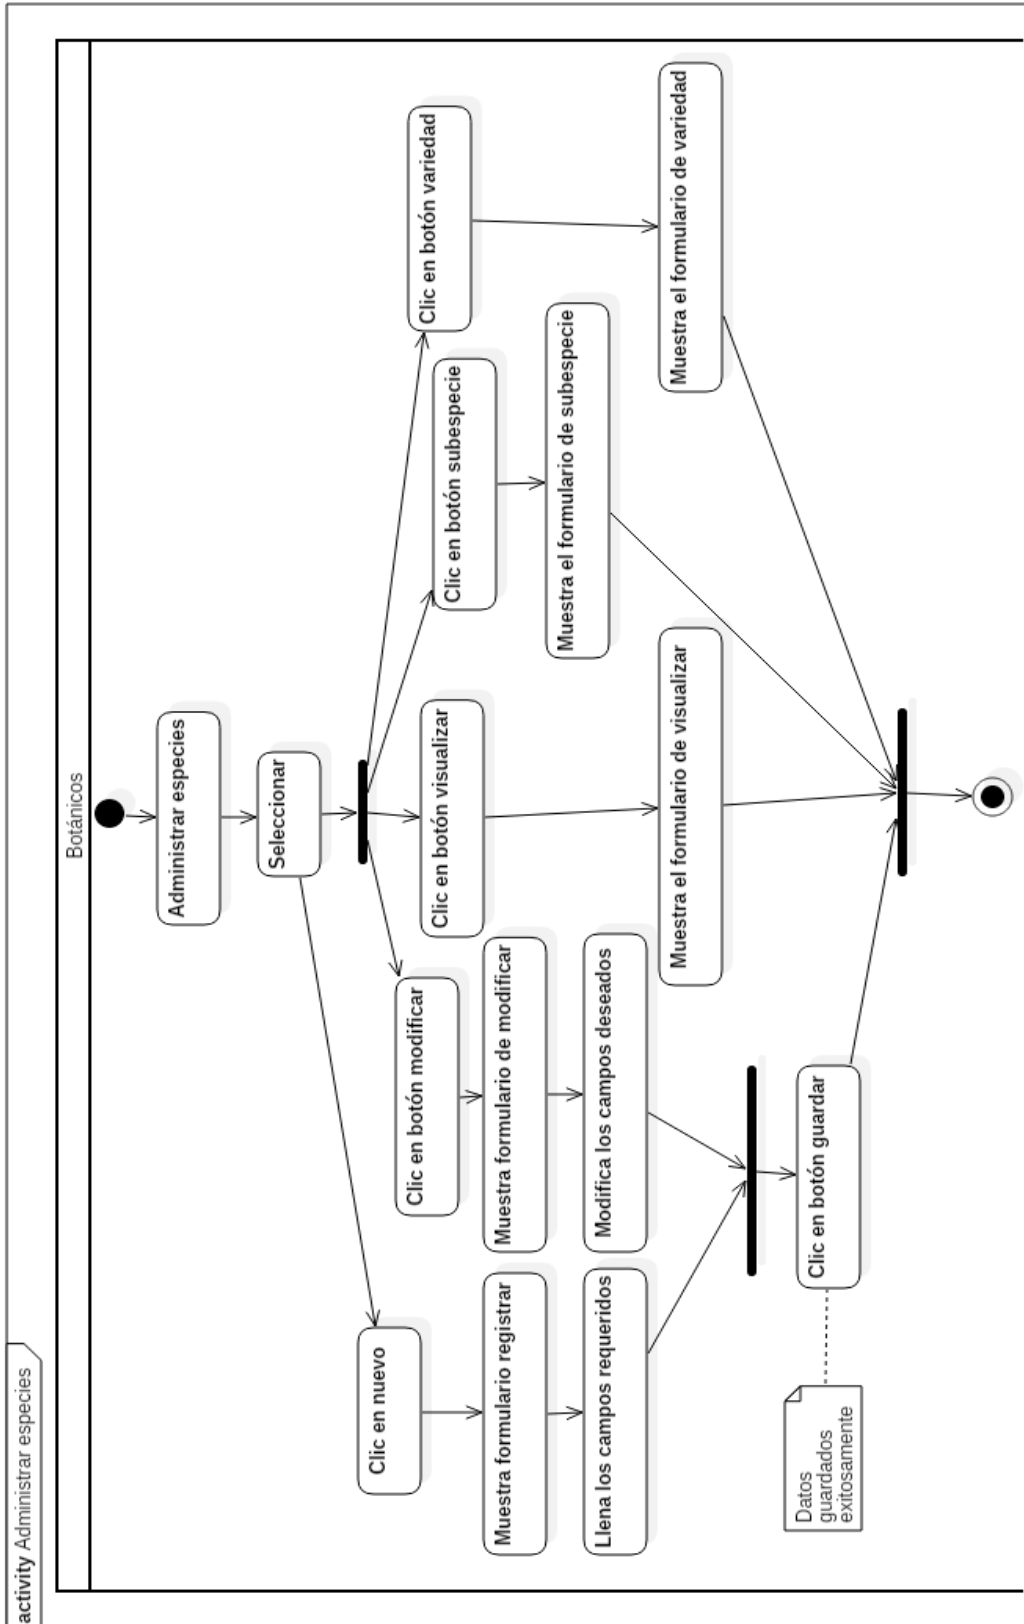 activity Administrar especies
Botánicos
Administrar especies
Seleccionar
Clic en nuevo
Clic en botón modificar
Clic en botón visualizar
Clic en botón subespecie
Clic en botón variedad
Muestra formulario registrar
Muestra formulario de modificar
Muestra el formulario de subespecie
Llena los campos requeridos
Modifica los campos deseados
Muestra el formulario de visualizar
Muestra el formulario de variedad
Clic en botón guardar
Datos
guardados
exitosamente